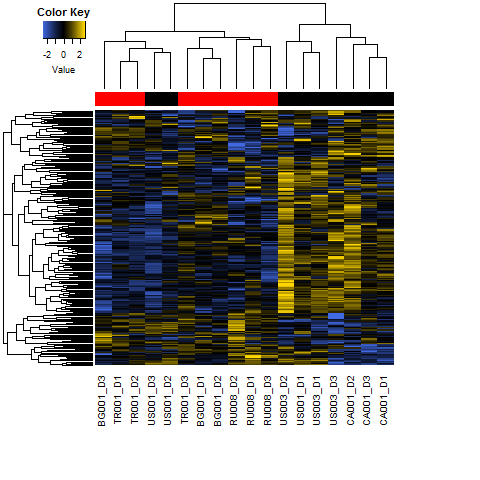 Color Key
-2 0 2
Value
BG001_D3
TR001_D1
TR001_D2
US001_D3
US001_D2
TR001_D3
BG001_D1
BG001_D2
RU008_D2
RU008_D1
RU008_D3
US003_D2
US001_D1
US003_D1
US003_D3
CA001_D2
CA001_D3
CA001_D1